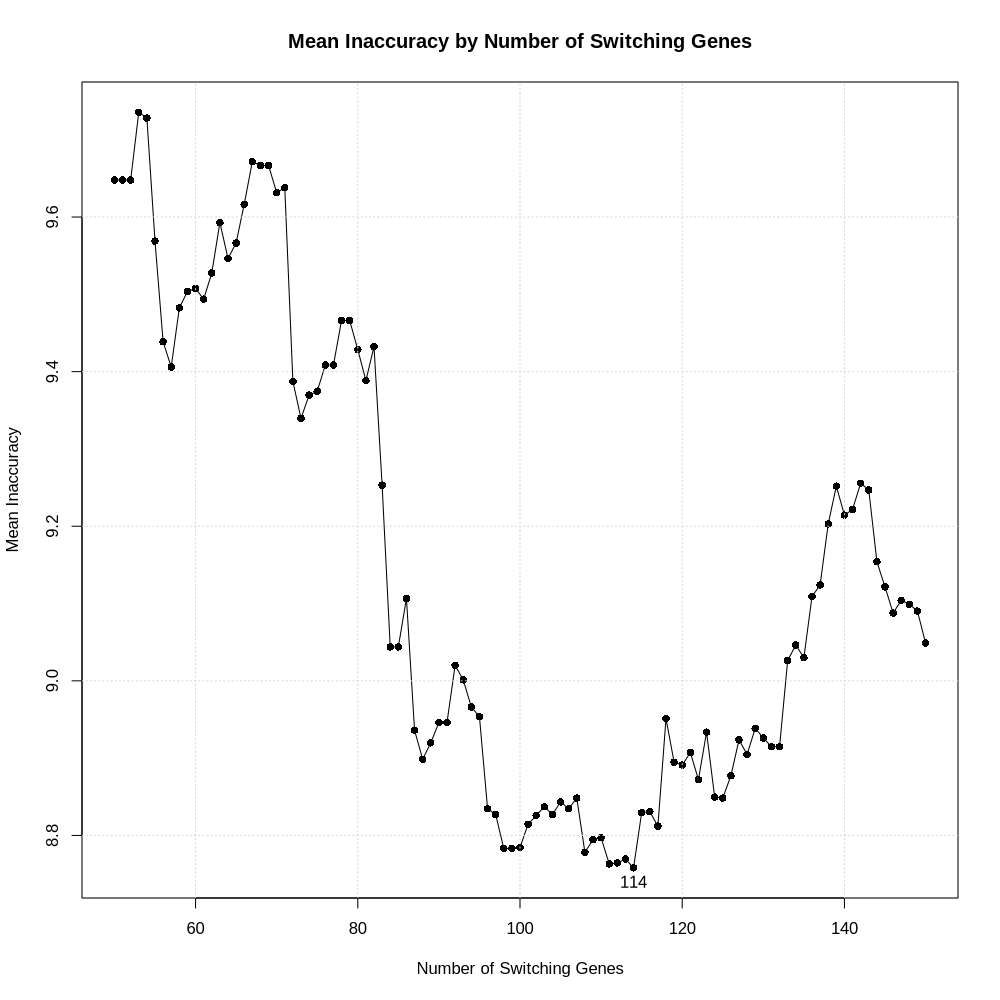 Mean Inaccuracy by Number of Switching Genes
Mean Inaccuracy
9.6
9.4
9.2
9.0
8.8
114
60 80 100 120 140
Number of Switching Genes